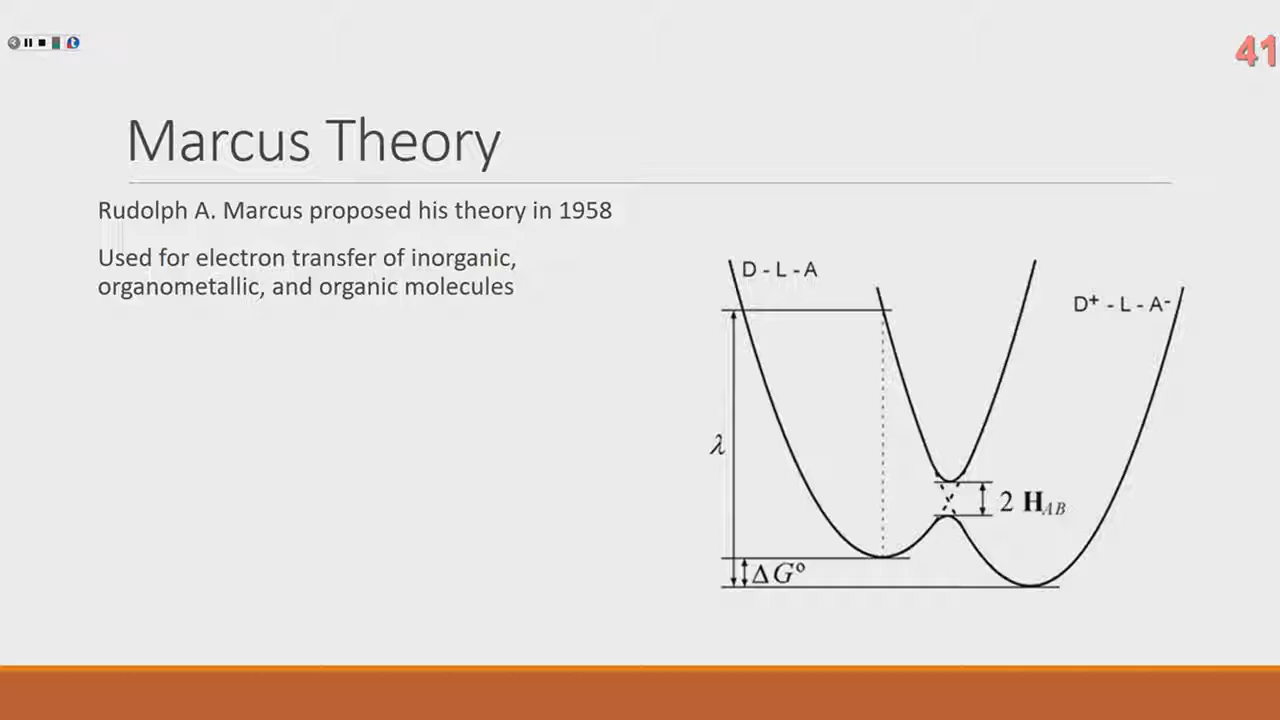 41
Marcus Theory
Rudolph A. Marcus proposed his theory in 1958
Used for electron transfer of inorganic,
organometallic, and organic molecules
D - L - A
D⁺ - L - A⁻
λ
2 H_AB
ΔG°